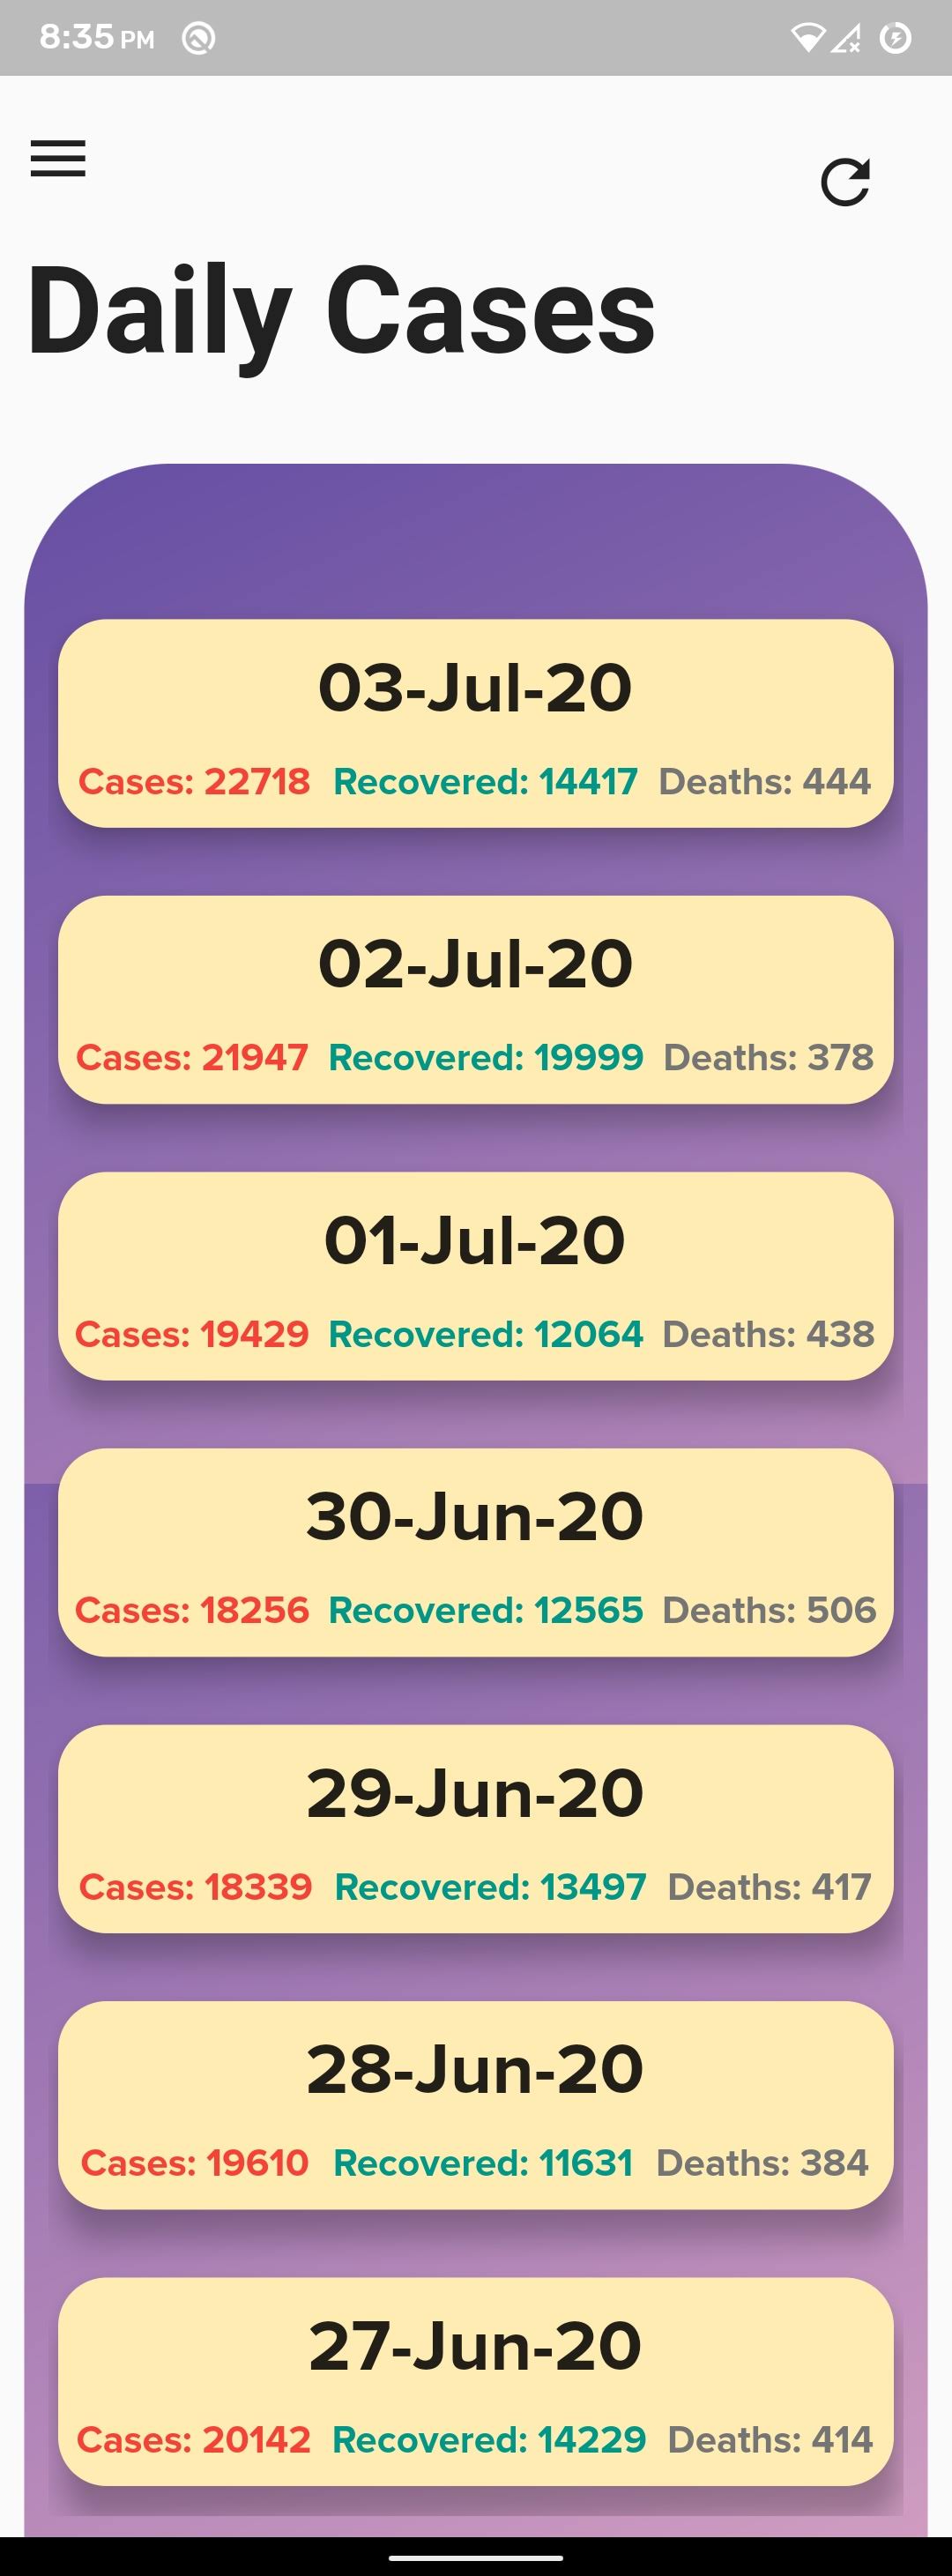 8:35 PM
Daily Cases
03-Jul-20
Cases: 22718 Recovered: 14417 Deaths: 444
02-Jul-20
Cases: 21947 Recovered: 19999 Deaths: 378
01-Jul-20
Cases: 19429 Recovered: 12064 Deaths: 438
30-Jun-20
Cases: 18256 Recovered: 12565 Deaths: 506
29-Jun-20
Cases: 18339 Recovered: 13497 Deaths: 417
28-Jun-20
Cases: 19610 Recovered: 11631 Deaths: 384
27-Jun-20
Cases: 20142 Recovered: 14229 Deaths: 414